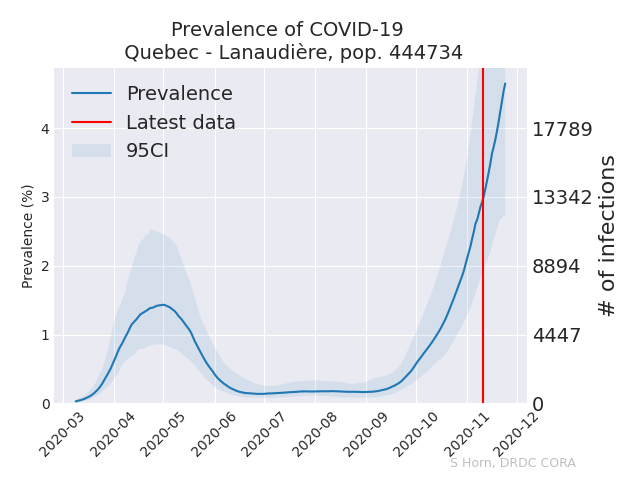 Prevalence of COVID-19
Quebec - Lanaudière, pop. 444734
Prevalence
Latest data
95CI
Prevalence (%)
4
3
2
1
0
17789
13342
8894
4447
0
# of infections
2020-03
2020-04
2020-05
2020-06
2020-07
2020-08
2020-09
2020-10
2020-11
2020-12
S Horn, DRDC CORA